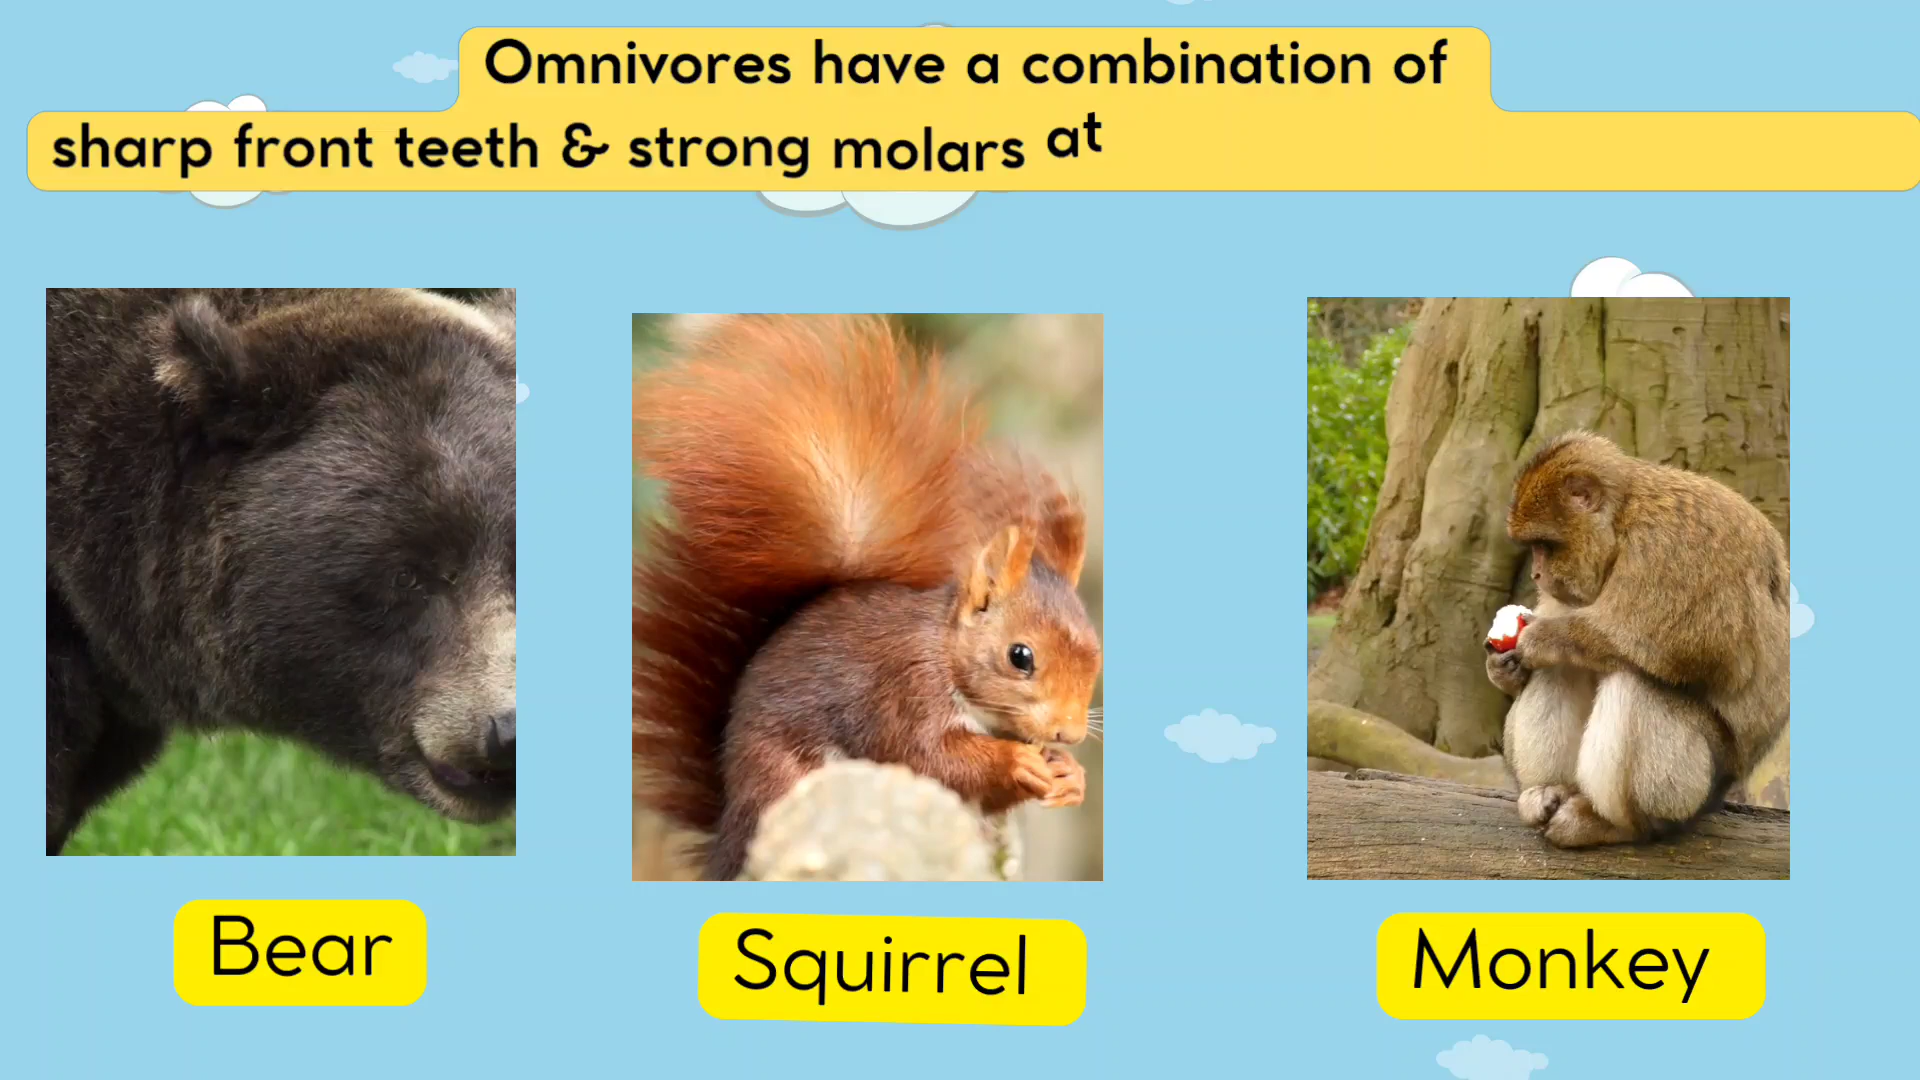 Omnivores have a combination of
sharp front teeth & strong molars at
Bear
Squirrel
Monkey